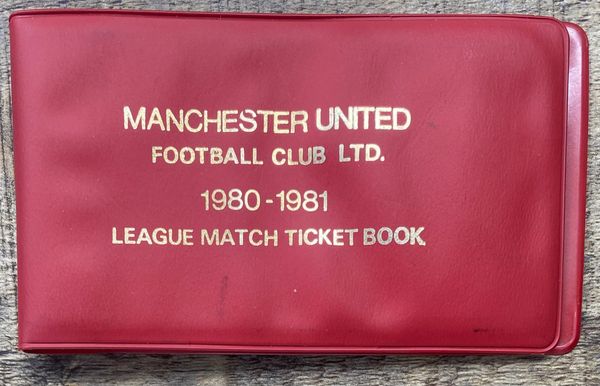 MANCHESTER UNITED
FOOTBALL CLUB LTD.
1980-1981
LEAGUE MATCH TICKET BOOK